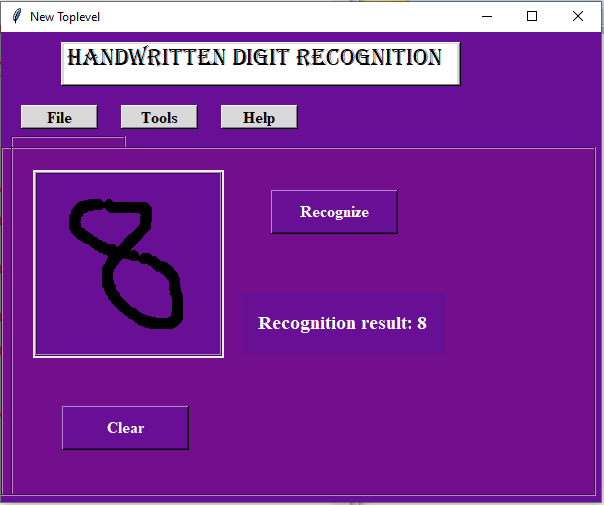 New Toplevel
HANDWRITTEN DIGIT RECOGNITION
File Tools Help
8
Recognize
Recognition result: 8
Clear